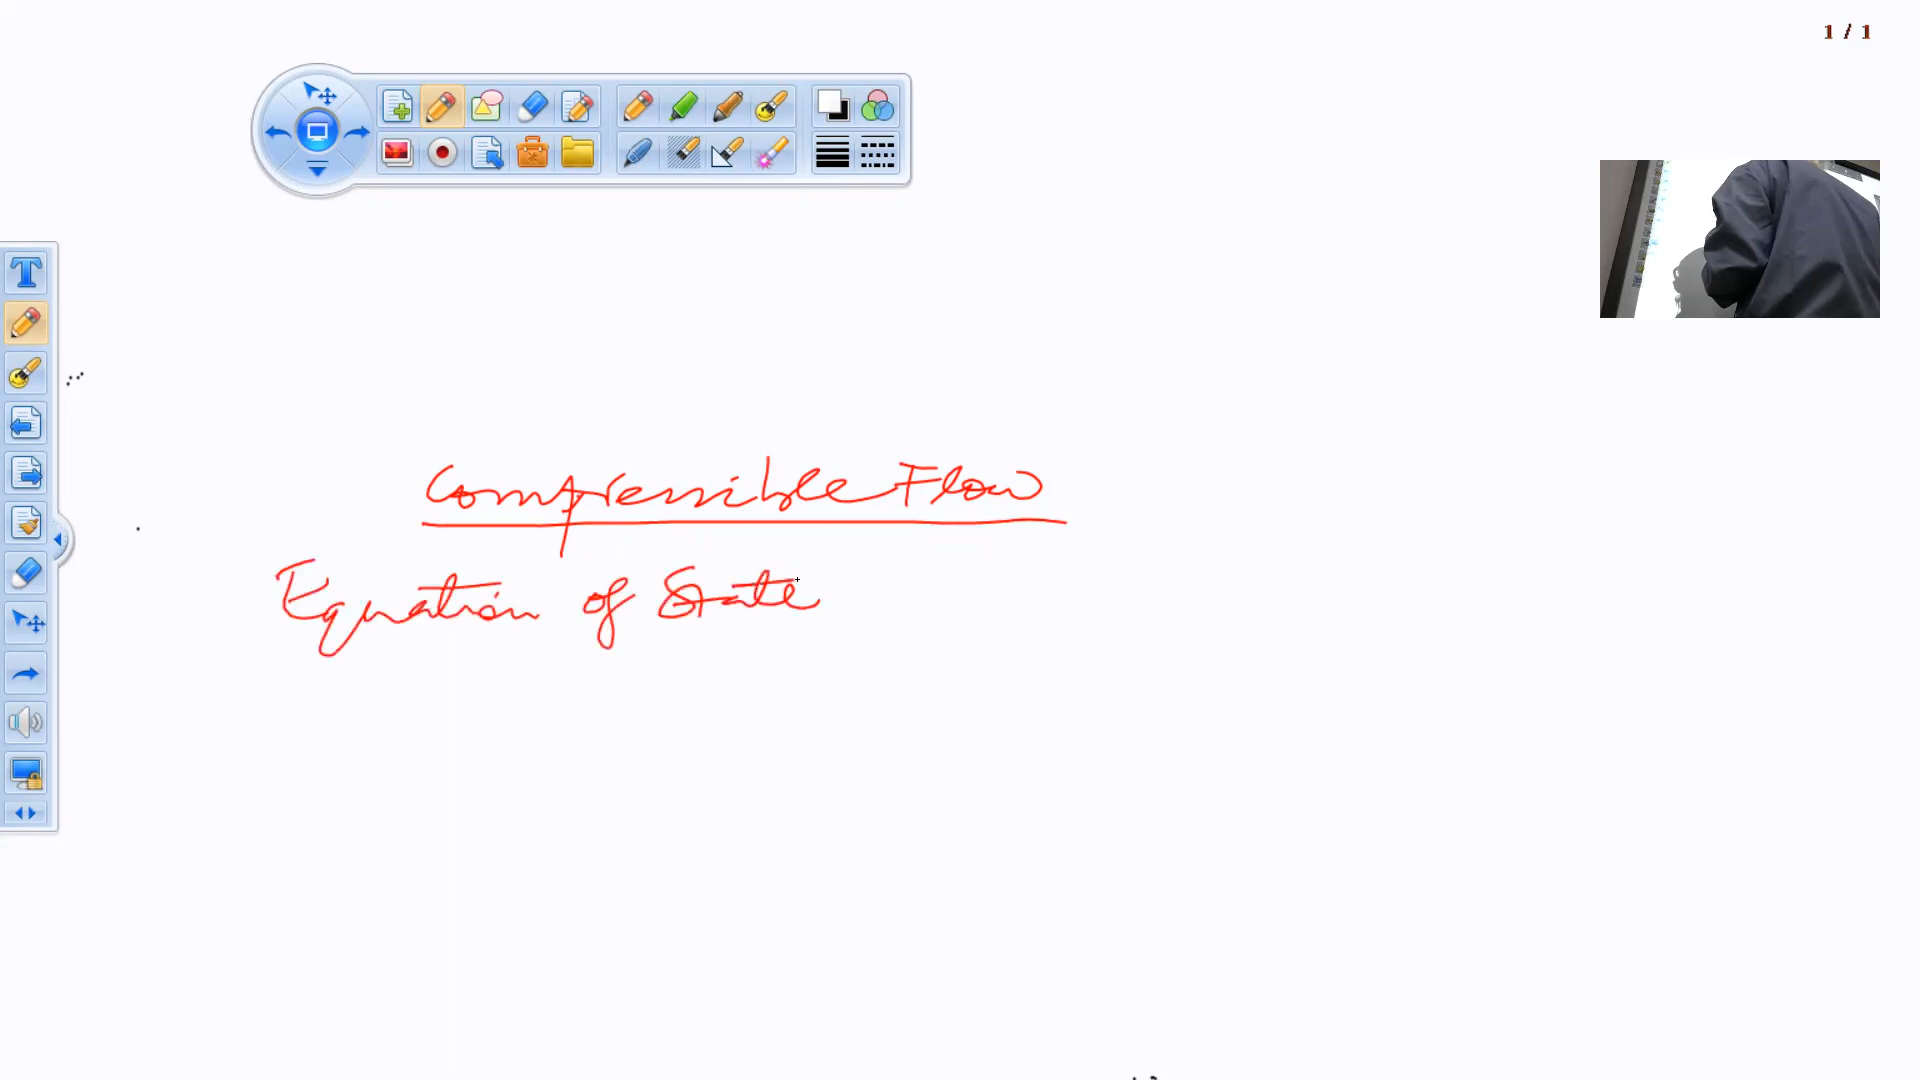 1 / 1
Compressible Flow
Equation of State